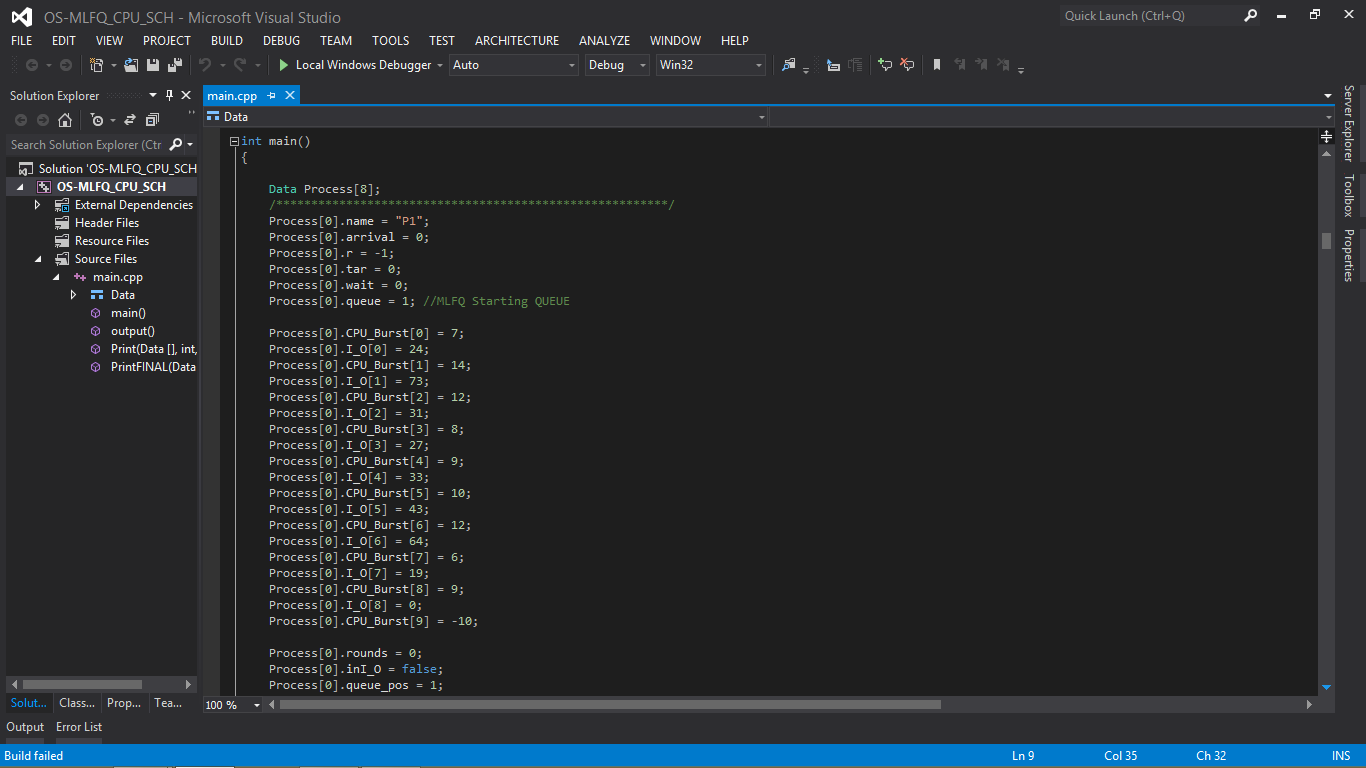 OS-MLFQ_CPU_SCH - Microsoft Visual Studio
Quick Launch (Ctrl+Q)
FILE EDIT VIEW PROJECT BUILD DEBUG TEAM TOOLS TEST ARCHITECTURE ANALYZE WINDOW HELP
Local Windows Debugger Auto Debug Win32
Solution Explorer
main.cpp
Data
Search Solution Explorer (Ctr
Solution 'OS-MLFQ_CPU_SCH
OS-MLFQ_CPU_SCH
External Dependencies
Header Files
Resource Files
Source Files
main.cpp
Data
main()
output()
Print(Data [], int,
PrintFINAL(Data
Solut... Class... Prop... Tea...
int main()
{
Data Process[8];
/********************************************************/
Process[0].name = "P1";
Process[0].arrival = 0;
Process[0].r = -1;
Process[0].tar = 0;
Process[0].wait = 0;
Process[0].queue = 1; //MLFQ Starting QUEUE
Process[0].CPU_Burst[0] = 7;
Process[0].I_O[0] = 24;
Process[0].CPU_Burst[1] = 14;
Process[0].I_O[1] = 73;
Process[0].CPU_Burst[2] = 12;
Process[0].I_O[2] = 31;
Process[0].CPU_Burst[3] = 8;
Process[0].I_O[3] = 27;
Process[0].CPU_Burst[4] = 9;
Process[0].I_O[4] = 33;
Process[0].CPU_Burst[5] = 10;
Process[0].I_O[5] = 43;
Process[0].CPU_Burst[6] = 12;
Process[0].I_O[6] = 64;
Process[0].CPU_Burst[7] = 6;
Process[0].I_O[7] = 19;
Process[0].CPU_Burst[8] = 9;
Process[0].I_O[8] = 0;
Process[0].CPU_Burst[9] = -10;
Process[0].rounds = 0;
Process[0].inI_O = false;
Process[0].queue_pos = 1;
100 %
Server Explorer
Toolbox
Properties
Output Error List
Build failed Ln 9 Col 35 Ch 32 INS